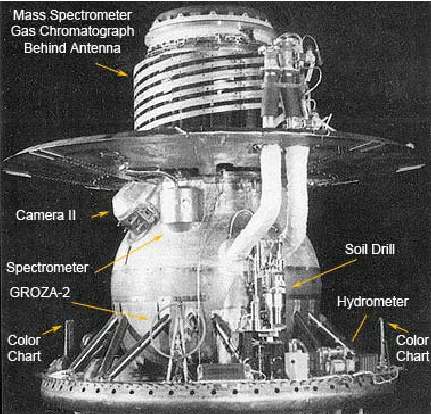 Mass Spectrometer
Gas Chromatograph
Behind Antenna
Camera II
Spectrometer
GROZA-2
Soil Drill
Hydrometer
Color
Chart
Color
Chart